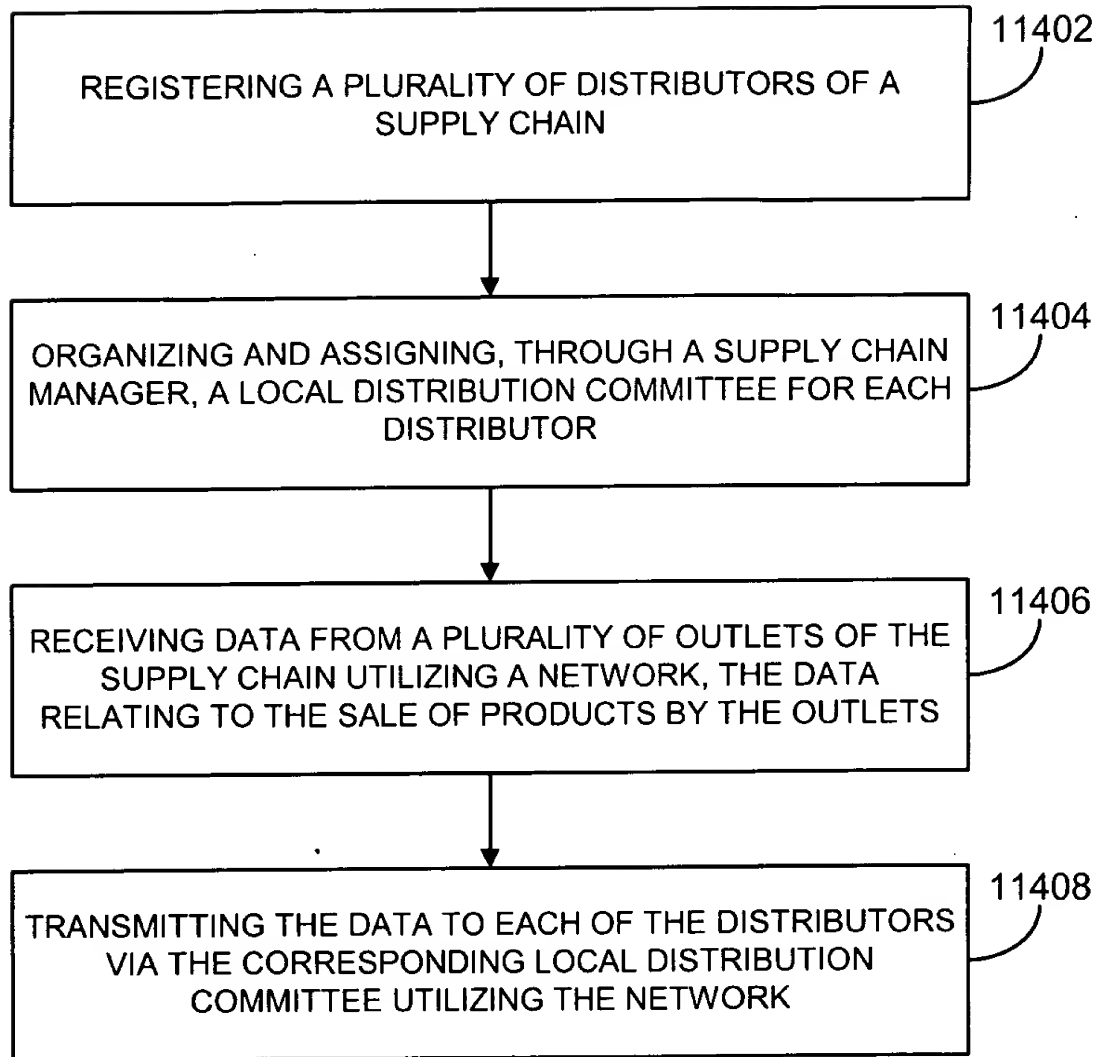 11402
REGISTERING A PLURALITY OF DISTRIBUTORS OF A
SUPPLY CHAIN
11404
ORGANIZING AND ASSIGNING, THROUGH A SUPPLY CHAIN
MANAGER, A LOCAL DISTRIBUTION COMMITTEE FOR EACH
DISTRIBUTOR
11406
RECEIVING DATA FROM A PLURALITY OF OUTLETS OF THE
SUPPLY CHAIN UTILIZING A NETWORK, THE DATA
RELATING TO THE SALE OF PRODUCTS BY THE OUTLETS
11408
TRANSMITTING THE DATA TO EACH OF THE DISTRIBUTORS
VIA THE CORRESPONDING LOCAL DISTRIBUTION
COMMITTEE UTILIZING THE NETWORK